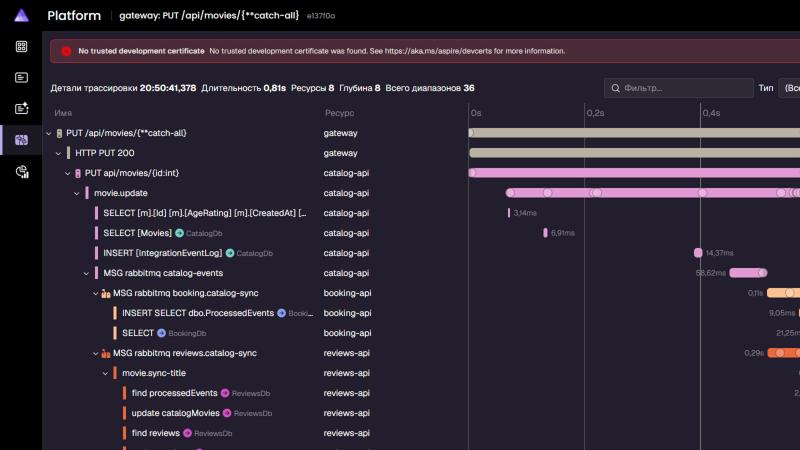 Platform
gateway: PUT /api/movies/{**catch-all} e137f0a
No trusted development certificate No trusted development certificate was found. See https://aka.ms/aspire/devcerts for more information.
Детали трассировки 20:50:41,378 Длительность 0,81s Ресурсы 8 Глубина 8 Всего диапазонов 36
Фильтр... Тип (Все
Имя Ресурс 0s 0,2s 0,4s
PUT /api/movies/{**catch-all} gateway
HTTP PUT 200 gateway
PUT api/movies/{id:int} catalog-api
movie.update catalog-api
SELECT [m].[Id] [m].[AgeRating] [m].[CreatedAt] [... catalog-api 3,14ms
SELECT [Movies] CatalogDb catalog-api 6,91ms
INSERT [IntegrationEventLog] CatalogDb catalog-api 14,37ms
MSG rabbitmq catalog-events catalog-api 58,62ms
MSG rabbitmq booking.catalog-sync booking-api 0,11s
INSERT SELECT dbo.ProcessedEvents Booki... booking-api 9,05ms
SELECT BookingDb booking-api 21,25m
MSG rabbitmq reviews.catalog-sync reviews-api 0,29s
movie.sync-title reviews-api
find processedEvents ReviewsDb reviews-api 2,
update catalogMovies ReviewsDb reviews-api
find reviews ReviewsDb reviews-api